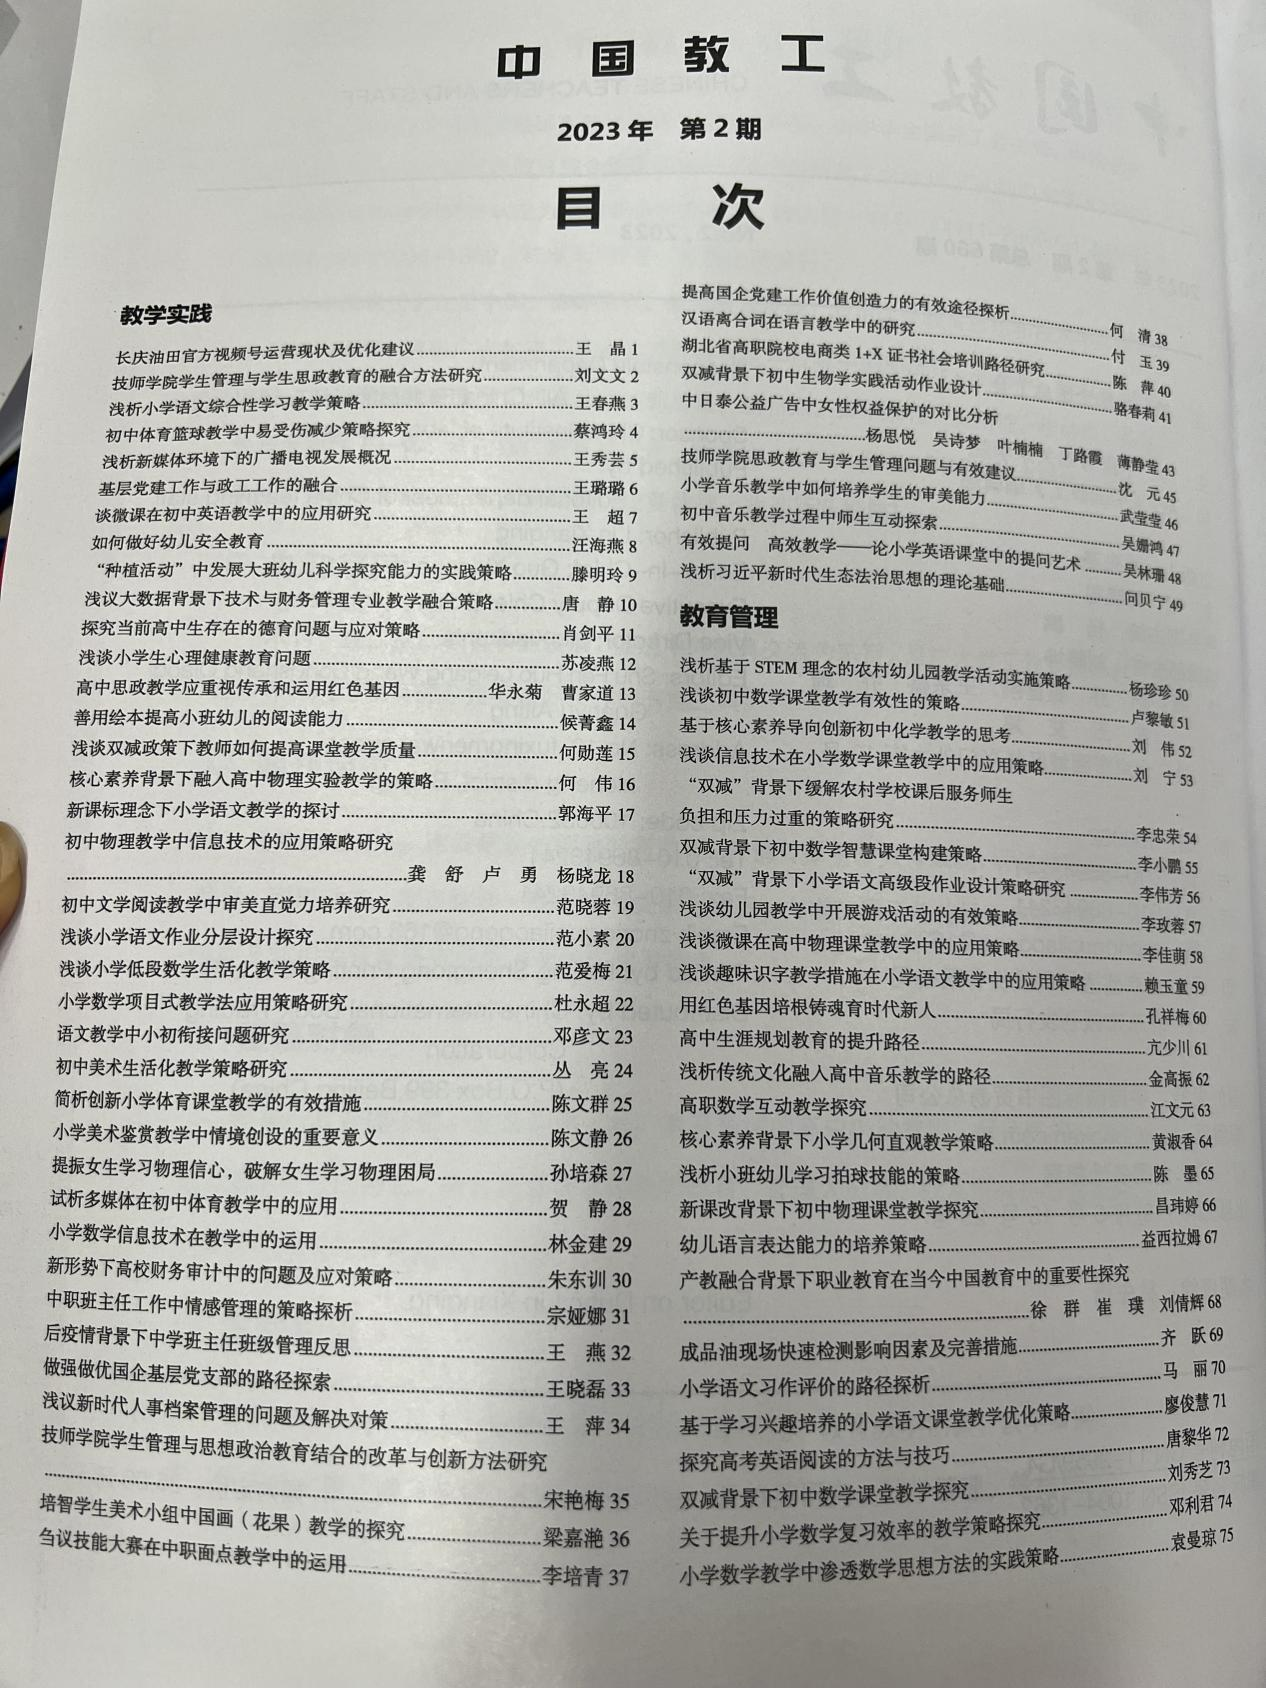 中国教工
2023年 第2期
目次
教学实践
长庆油田官方视频号运营现状及优化建议……王 晶 1
技师学院学生管理与学生思政教育的融合方法研究……刘文文 2
浅析小学语文综合性学习教学策略……王春燕 3
初中体育篮球教学中易受伤减少策略探究……蔡鸿玲 4
浅析新媒体环境下的广播电视发展概况……王秀芸 5
基层党建工作与政工工作的融合……王璐璐 6
谈微课在初中英语教学中的应用研究……王 超 7
如何做好幼儿安全教育……汪海燕 8
“种植活动”中发展大班幼儿科学探究能力的实践策略……滕明玲 9
浅议大数据背景下技术与财务管理专业教学融合策略……唐 静 10
探究当前高中生存在的德育问题与应对策略……肖剑平 11
浅谈小学生心理健康教育问题……苏凌燕 12
高中思政教学应重视传承和运用红色基因……华永菊 曹家道 13
善用绘本提高小班幼儿的阅读能力……侯菁鑫 14
浅谈双减政策下教师如何提高课堂教学质量……何勋莲 15
核心素养背景下融入高中物理实验教学的策略……何 伟 16
新课标理念下小学语文教学的探讨……郭海平 17
初中物理教学中信息技术的应用策略研究
……龚 舒 卢 勇 杨晓龙 18
初中文学阅读教学中审美直觉力培养研究……范晓蓉 19
浅谈小学语文作业分层设计探究……范小素 20
浅谈小学低段数学生活化教学策略……范爱梅 21
小学数学项目式教学法应用策略研究……杜永超 22
语文教学中小初衔接问题研究……邓彦文 23
初中美术生活化教学策略研究……丛 亮 24
简析创新小学体育课堂教学的有效措施……陈文群 25
小学美术鉴赏教学中情境创设的重要意义……陈文静 26
提振女生学习物理信心，破解女生学习物理困局……孙培森 27
试析多媒体在初中体育教学中的应用……贺 静 28
小学数学信息技术在教学中的运用……林金建 29
新形势下高校财务审计中的问题及应对策略……朱东训 30
中职班主任工作中情感管理的策略探析……宗娅娜 31
后疫情背景下中学班主任班级管理反思……王 燕 32
做强做优国企基层党支部的路径探索……王晓磊 33
浅议新时代人事档案管理的问题及解决对策……王 萍 34
技师学院学生管理与思想政治教育结合的改革与创新方法研究
……宋艳梅 35
培智学生美术小组中国画（花果）教学的探究……梁嘉滟 36
刍议技能大赛在中职面点教学中的运用……李培青 37
提高国企党建工作价值创造力的有效途径探析……何 清 38
汉语离合词在语言教学中的研究……付 玉 39
湖北省高职院校电商类1+X证书社会培训路径研究……陈 萍 40
双减背景下初中生物学实践活动作业设计……骆春莉 41
中日泰公益广告中女性权益保护的对比分析
……杨思悦 吴诗梦 叶楠楠 丁路霞 薄静莹 43
技师学院思政教育与学生管理问题与有效建议……沈 元 45
小学音乐教学中如何培养学生的审美能力……武莹莹 46
初中音乐教学过程中师生互动探索……吴姗鸿 47
有效提问 高效教学——论小学英语课堂中的提问艺术……吴林珊 48
浅析习近平新时代生态法治思想的理论基础……问贝宁 49
教育管理
浅析基于STEM理念的农村幼儿园教学活动实施策略……杨珍珍 50
浅谈初中数学课堂教学有效性的策略……卢黎敏 51
基于核心素养导向创新初中化学教学的思考……刘 伟 52
浅谈信息技术在小学数学课堂教学中的应用策略……刘 宁 53
“双减”背景下缓解农村学校课后服务师生
负担和压力过重的策略研究……李忠荣 54
双减背景下初中数学智慧课堂构建策略……李小鹏 55
“双减”背景下小学语文高级段作业设计策略研究……李伟芳 56
浅谈幼儿园教学中开展游戏活动的有效策略……李玫蓉 57
浅谈微课在高中物理课堂教学中的应用策略……李佳萌 58
浅谈趣味识字教学措施在小学语文教学中的应用策略……赖玉童 59
用红色基因培根铸魂育时代新人……孔祥梅 60
高中生涯规划教育的提升路径……亢少川 61
浅析传统文化融入高中音乐教学的路径……金高振 62
高职数学互动教学探究……江文元 63
核心素养背景下小学几何直观教学策略……黄淑香 64
浅析小班幼儿学习拍球技能的策略……陈 墨 65
新课改背景下初中物理课堂教学探究……昌玮婷 66
幼儿语言表达能力的培养策略……益西拉姆 67
产教融合背景下职业教育在当今中国教育中的重要性探究
……徐 群 崔 璞 刘倩辉 68
成品油现场快速检测影响因素及完善措施……齐 跃 69
小学语文习作评价的路径探析……马 丽 70
基于学习兴趣培养的小学语文课堂教学优化策略……廖俊慧 71
探究高考英语阅读的方法与技巧……唐黎华 72
双减背景下初中数学课堂教学探究……刘秀芝 73
关于提升小学数学复习效率的教学策略探究……邓利君 74
小学数学教学中渗透数学思想方法的实践策略……袁曼琼 75